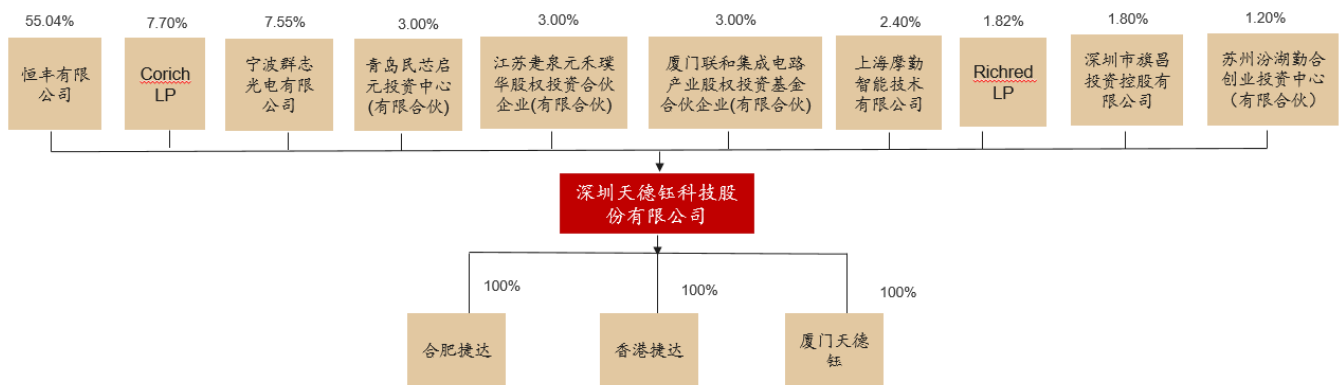 55.04%
7.70%
7.55%
3.00%
3.00%
3.00%
2.40%
1.82%
1.80%
1.20%
恒丰有限
公司
Corich
LP
宁波群志
光电有限
公司
青岛民芯启
元投资中心
(有限合伙)
江苏疌泉元禾璞
华股权投资合伙
企业(有限合伙)
厦门联和集成电路
产业股权投资基金
合伙企业(有限合伙)
上海摩勤
智能技术
有限公司
Richred
LP
深圳市旗昌
投资控股有
限公司
苏州汾湖勤合
创业投资中心
（有限合伙）
深圳天德钰科技股
份有限公司
100%
100%
100%
合肥捷达
香港捷达
厦门天德
钰